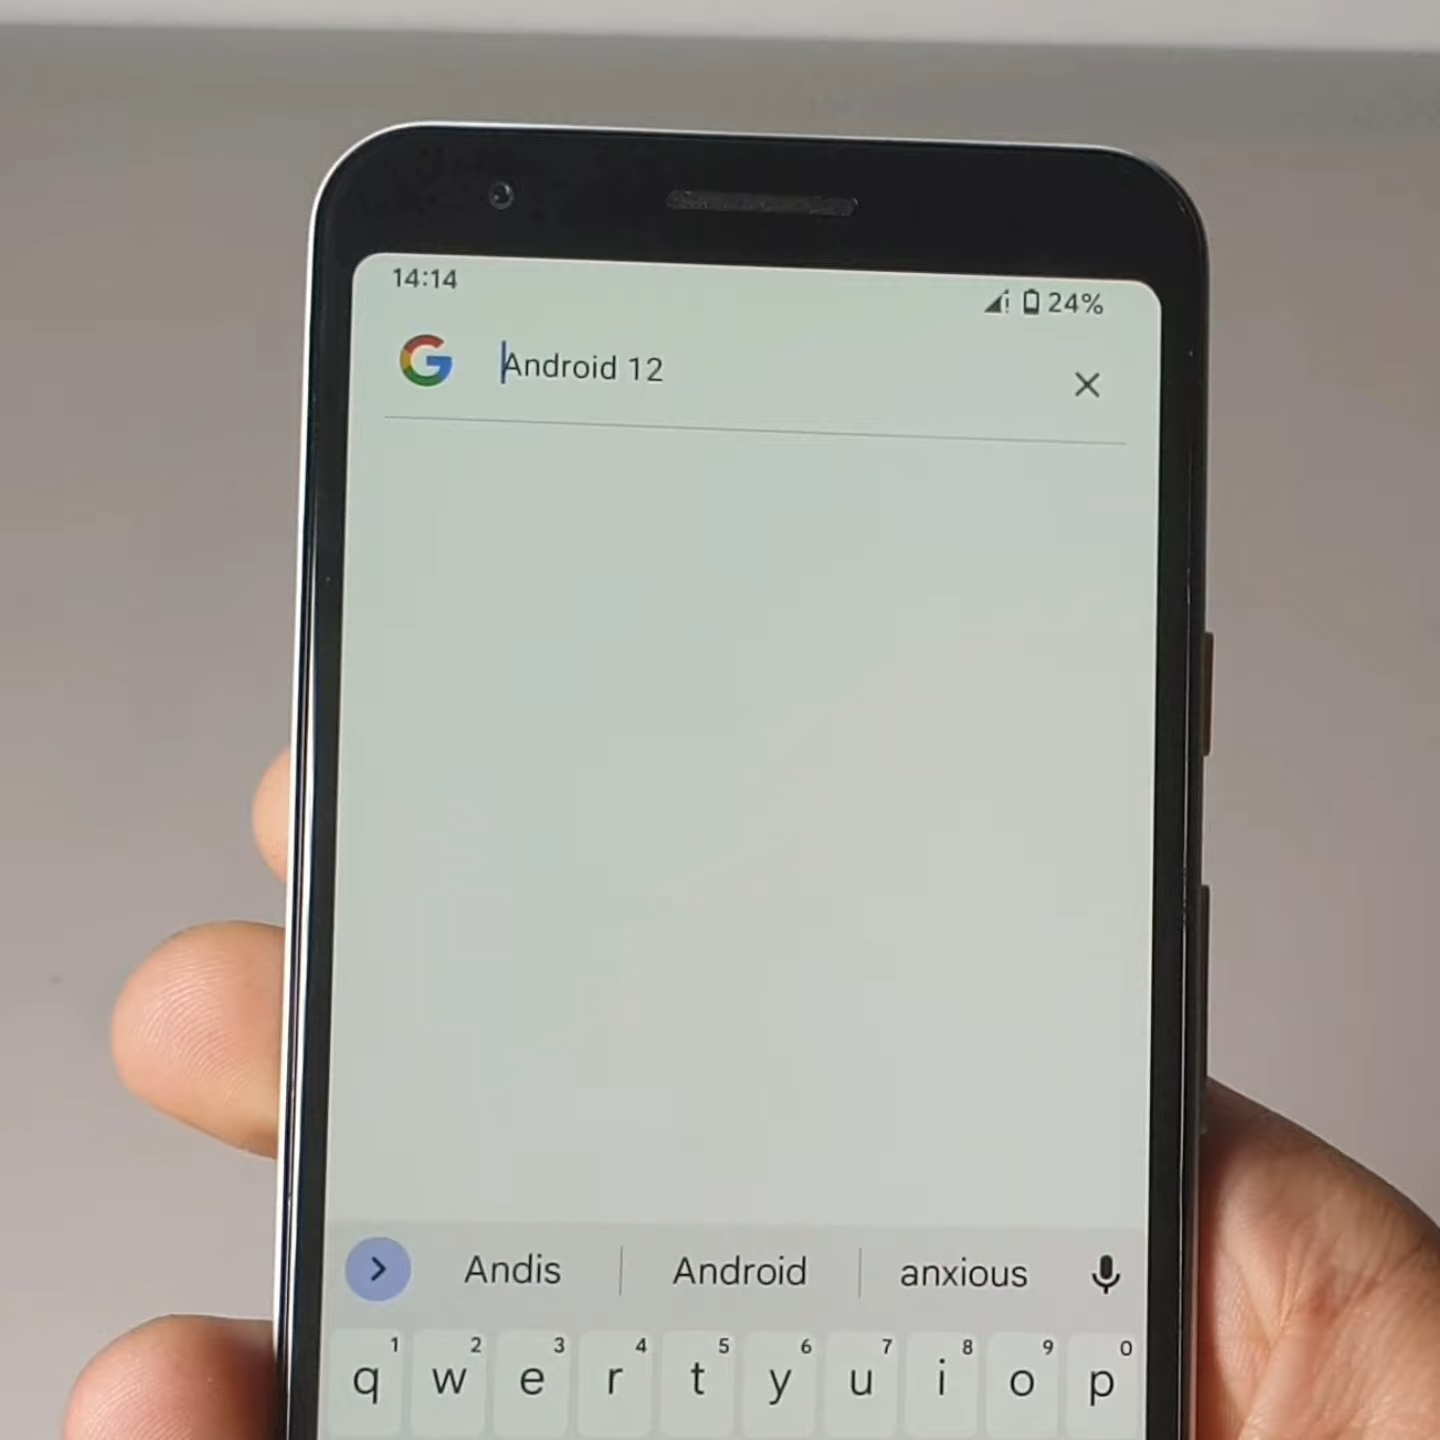 14:14
24%
Android 12
Andis Android anxious
1 2 3 4 5 6 7 8 9 0
q w e r t y u i o p